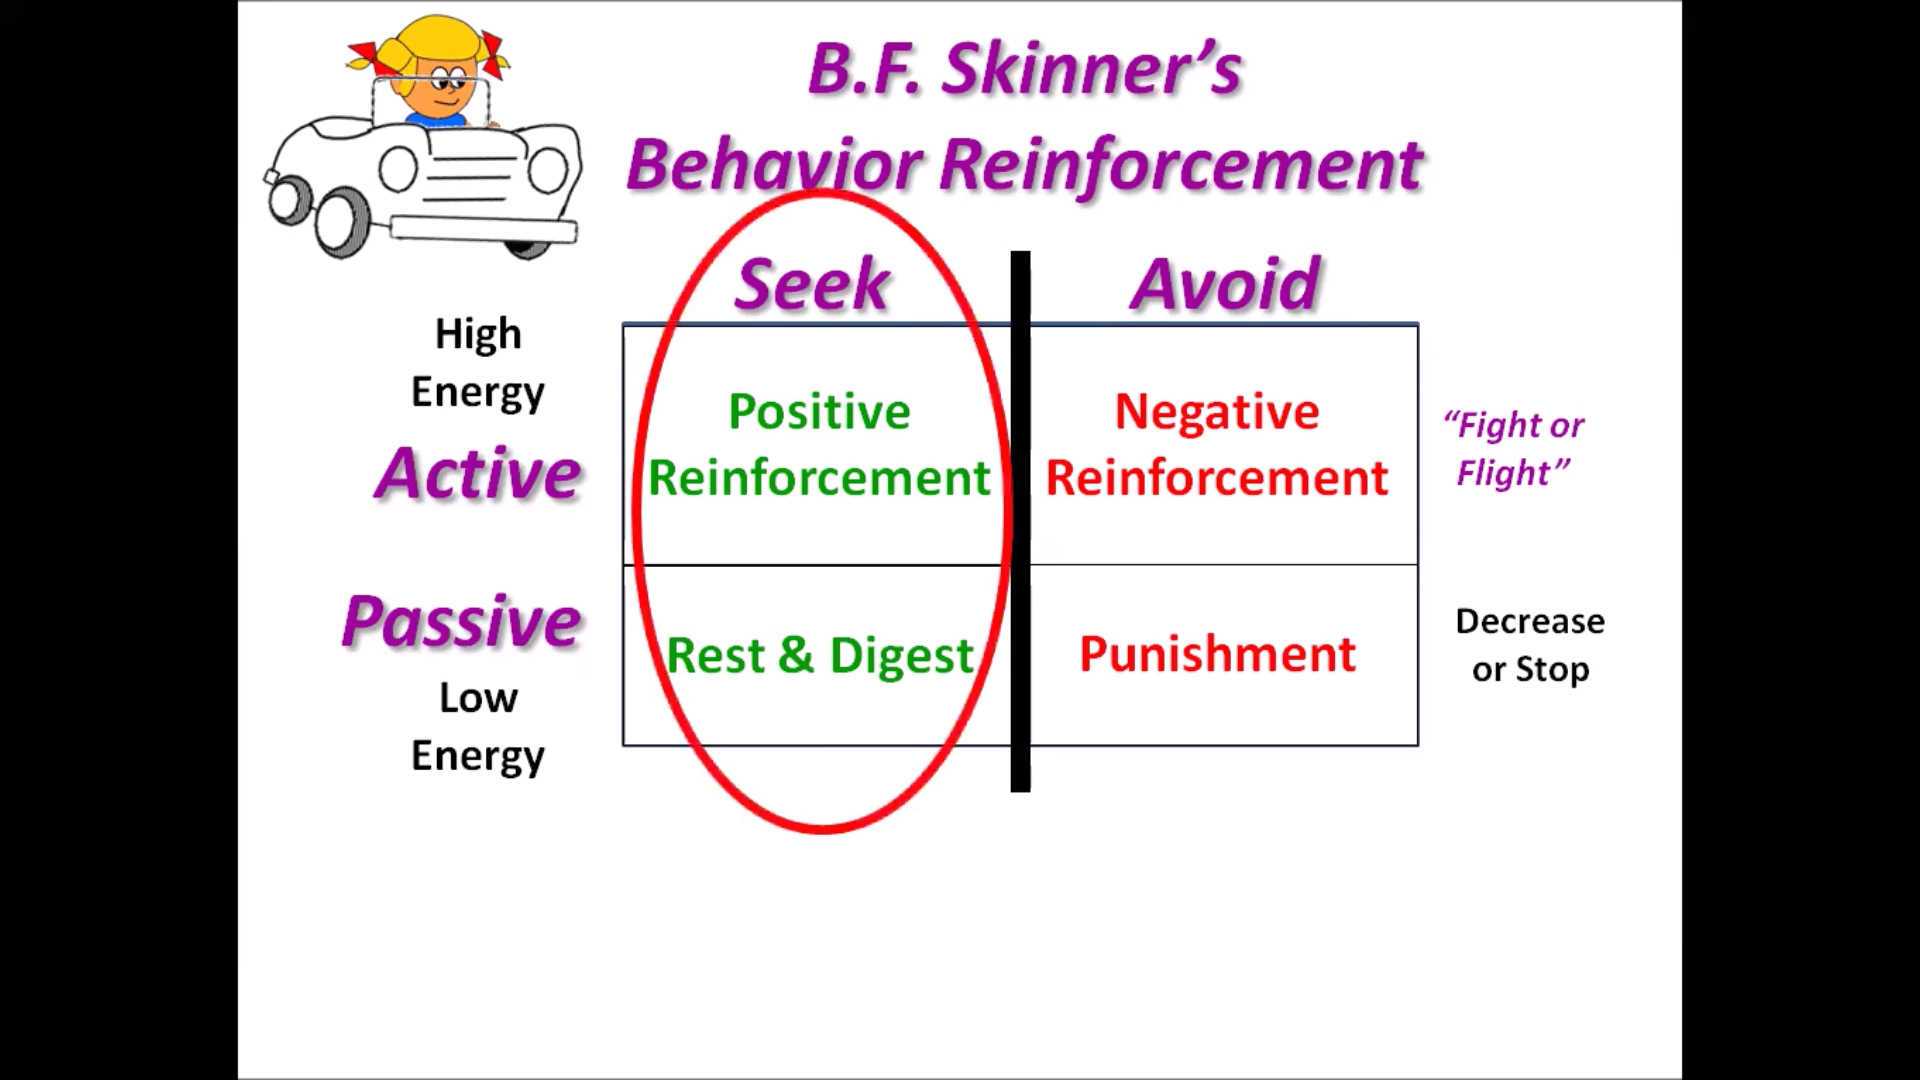 B.F. Skinner’s
Behavior Reinforcement
Seek
Avoid
High
Energy
Active
Positive
Reinforcement
Negative
Reinforcement
“Fight or
Flight”
Passive
Low
Energy
Rest & Digest
Punishment
Decrease
or Stop